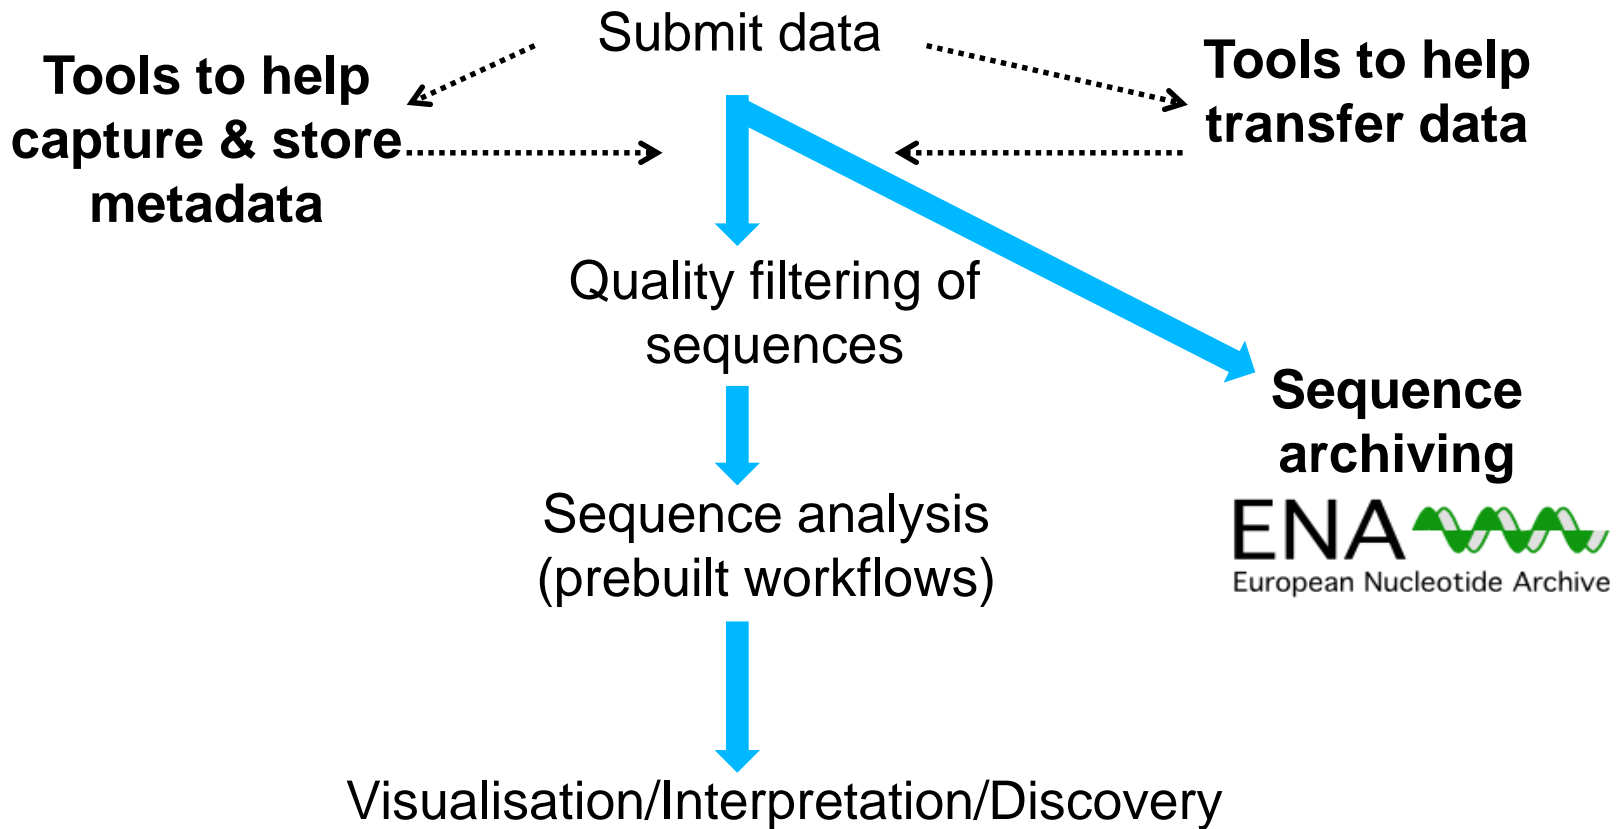 Submit data
Tools to help
capture & store
metadata
Tools to help
transfer data
Quality filtering of
sequences
Sequence
archiving
ENA
European Nucleotide Archive
Sequence analysis
(prebuilt workflows)
Visualisation/Interpretation/Discovery